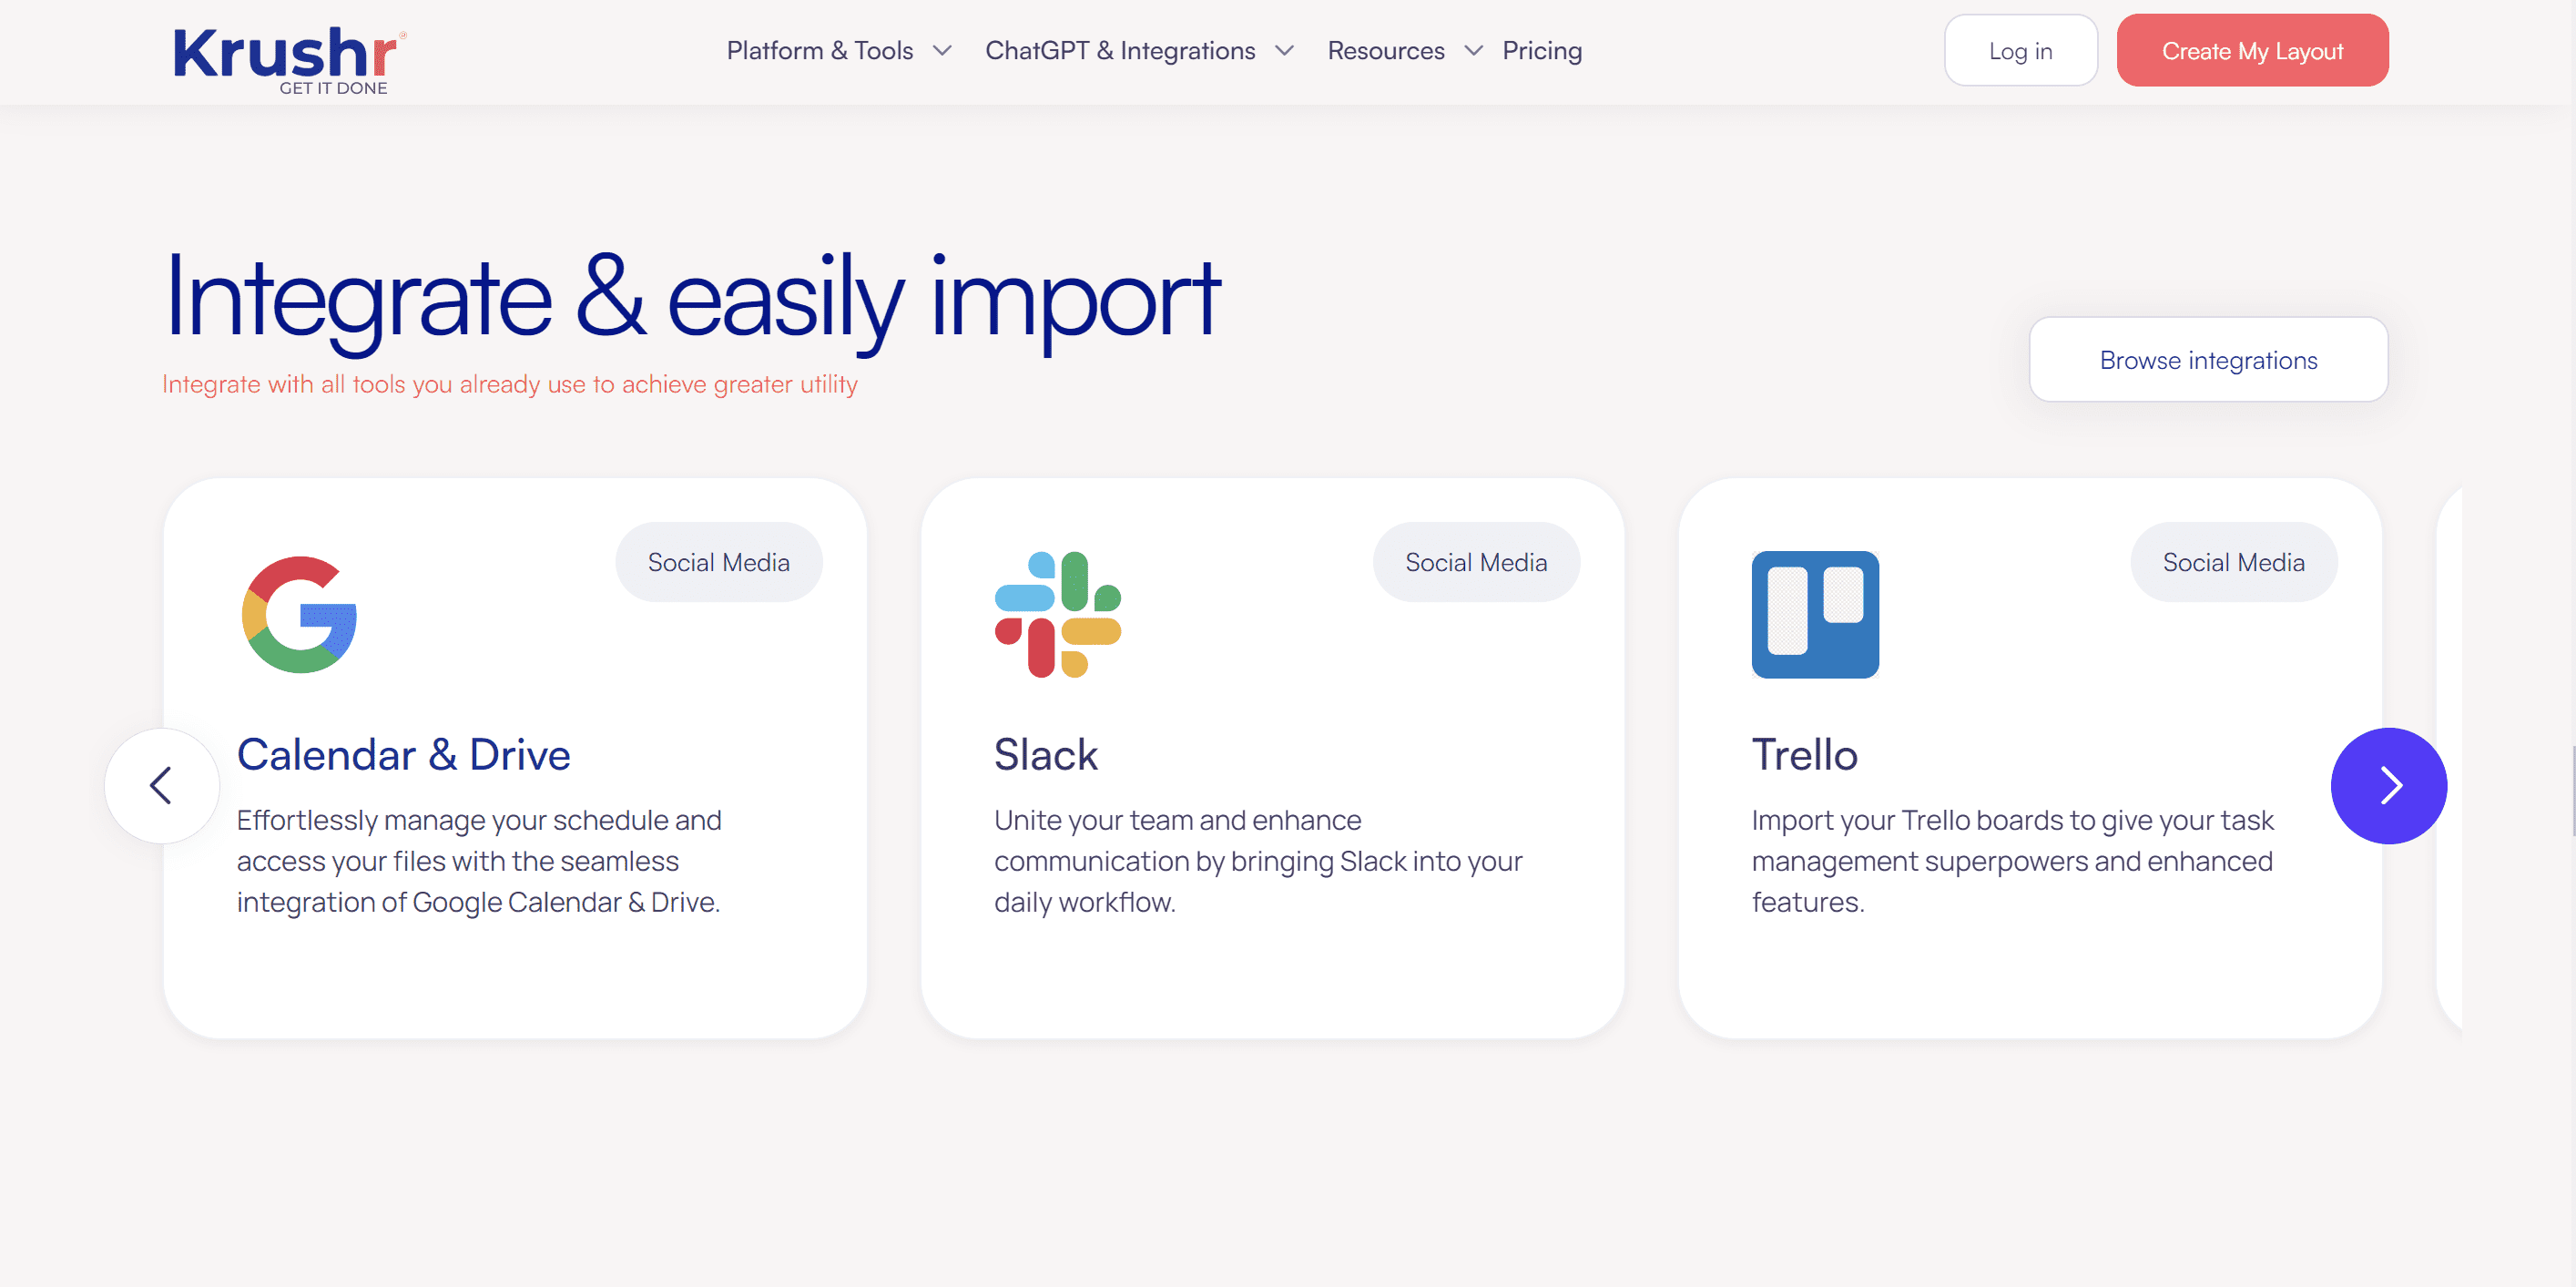 Krushr
GET IT DONE
Platform & Tools
ChatGPT & Integrations
Resources
Pricing
Log in
Create My Layout
Integrate & easily import
Integrate with all tools you already use to achieve greater utility
Browse integrations
Social Media
Calendar & Drive
Effortlessly manage your schedule and
access your files with the seamless
integration of Google Calendar & Drive.
Social Media
Slack
Unite your team and enhance
communication by bringing Slack into your
daily workflow.
Social Media
Trello
Import your Trello boards to give your task
management superpowers and enhanced
features.